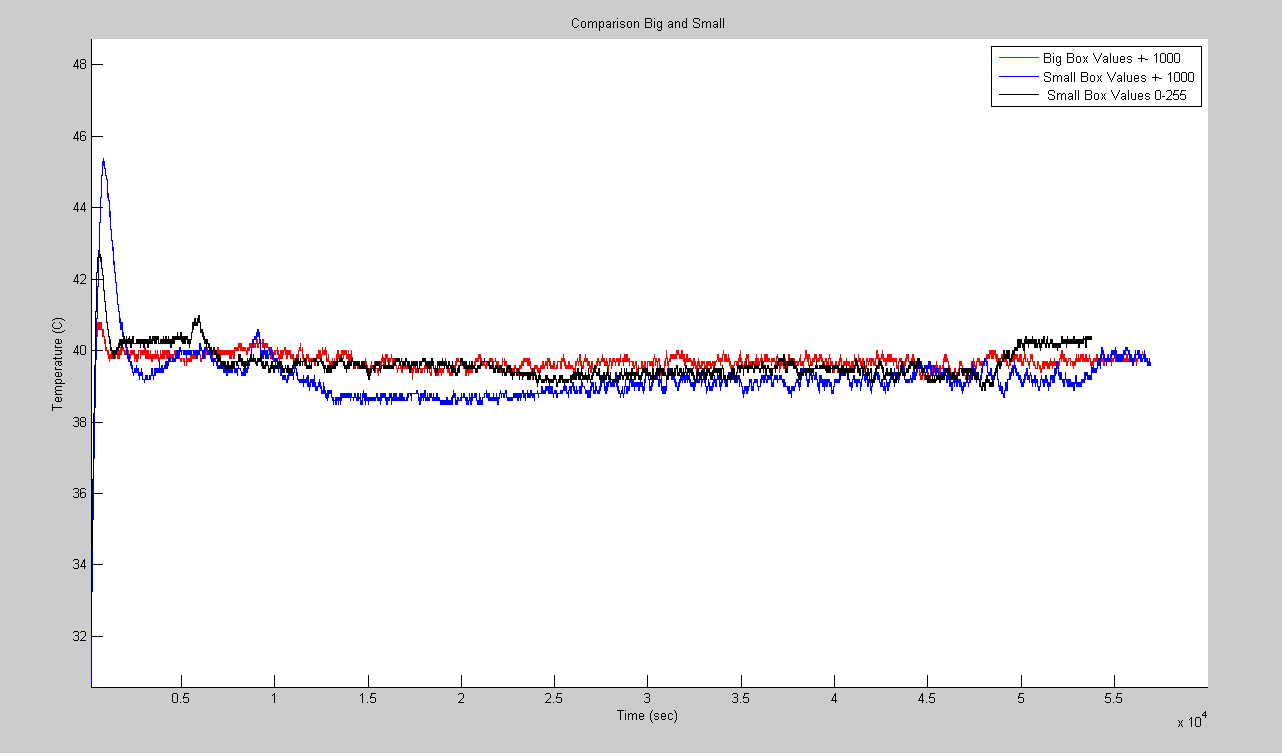 Comparison Big and Small
Big Box Values +- 1000
Small Box Values +- 1000
Small Box Values 0-255
48
46
44
42
40
38
36
34
32
Temperature (C)
0.5 1 1.5 2 2.5 3 3.5 4 4.5 5 5.5
Time (sec)
x 10^4